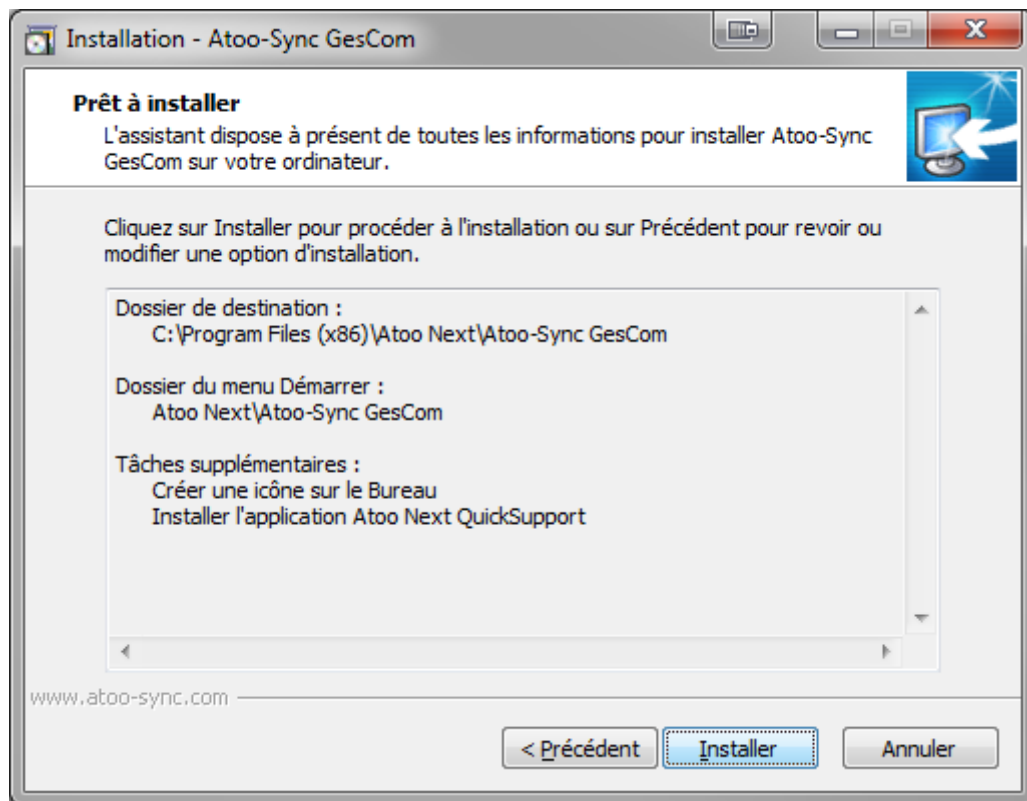 Installation - Atoo-Sync GesCom
Prêt à installer
L'assistant dispose à présent de toutes les informations pour installer Atoo-Sync
GesCom sur votre ordinateur.
Cliquez sur Installer pour procéder à l'installation ou sur Précédent pour revoir ou
modifier une option d'installation.
Dossier de destination :
C:\Program Files (x86)\Atoo Next\Atoo-Sync GesCom
Dossier du menu Démarrer :
Atoo Next\Atoo-Sync GesCom
Tâches supplémentaires :
Créer une icône sur le Bureau
Installer l'application Atoo Next QuickSupport
www.atoo-sync.com
< Précédent
Installer
Annuler